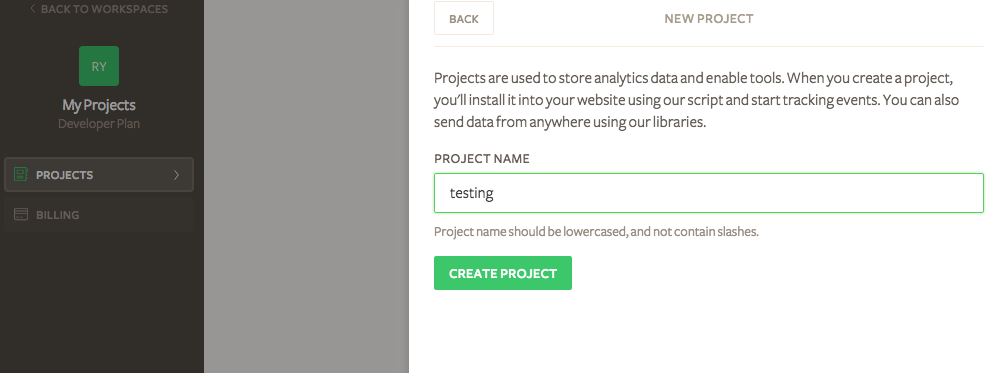 BACK TO WORKSPACES
RY
My Projects
Developer Plan
PROJECTS
BILLING
BACK
NEW PROJECT
Projects are used to store analytics data and enable tools. When you create a project,
you'll install it into your website using our script and start tracking events. You can also
send data from anywhere using our libraries.
PROJECT NAME
testing
Project name should be lowercased, and not contain slashes.
CREATE PROJECT